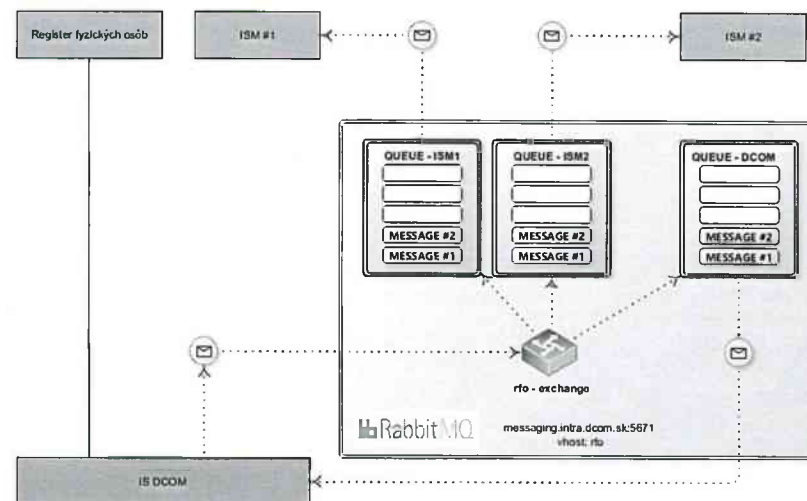 Register fyzických osôb
ISM #1
ISM #2
QUEUE - ISM1
MESSAGE #2
MESSAGE #1
QUEUE - ISM2
MESSAGE #2
MESSAGE #1
QUEUE - DCOM
MESSAGE #2
MESSAGE #1
rfo - exchange
RabbitMQ
messaging.intra.dcom.sk:5671
vhost: rfo
IS DCOM